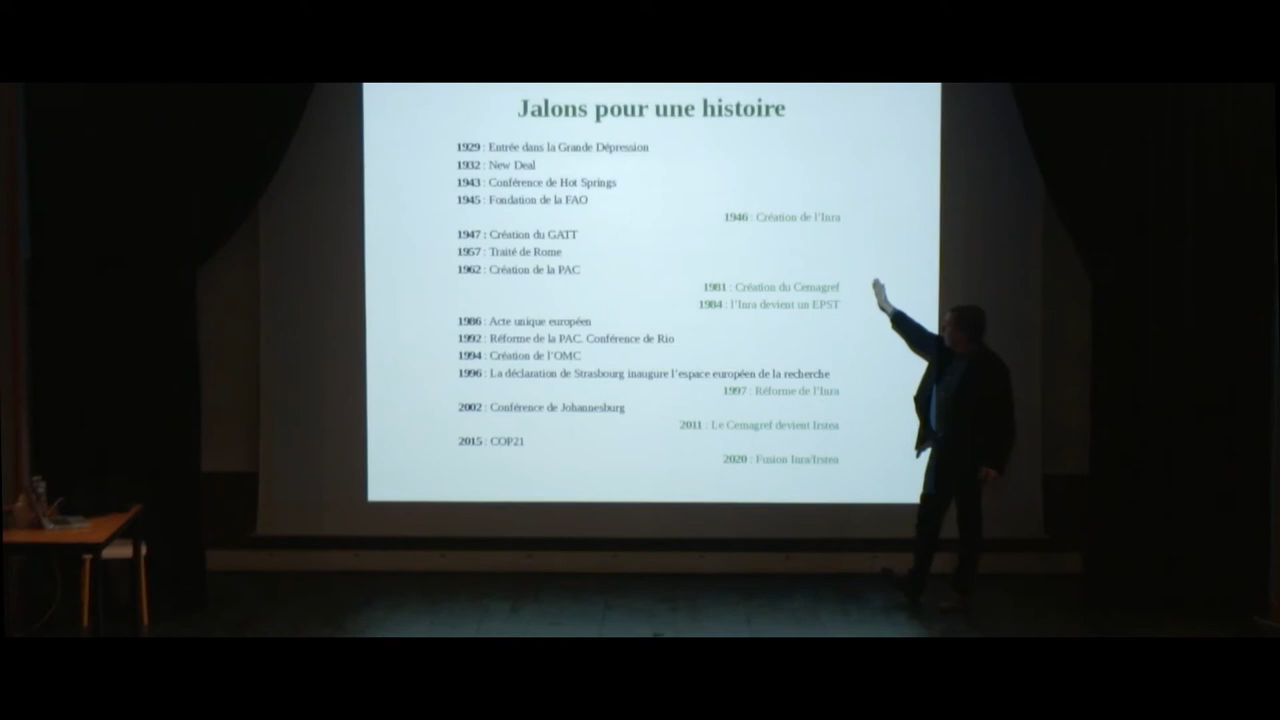 Jalons pour une histoire
1929 : Entrée dans la Grande Dépression
1932 : New Deal
1943 : Conférence de Hot Springs
1945 : Fondation de la FAO
1946 : Création de l'Inra
1947 : Création du GATT
1957 : Traité de Rome
1962 : Création de la PAC
1981 : Création du Cemagref
1984 : l'Inra devient un EPST
1986 : Acte unique européen
1992 : Réforme de la PAC. Conférence de Rio
1994 : Création de l'OMC
1996 : La déclaration de Strasbourg inaugure l'espace européen de la recherche
1997 : Réforme de l'Inra
2002 : Conférence de Johannesburg
2011 : Le Cemagref devient Irstea
2015 : COP21
2020 : Fusion Inra/Irstea